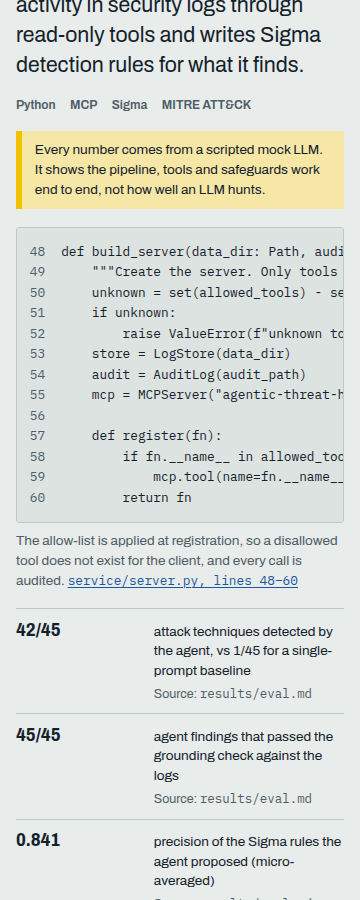 activity in security logs through
read-only tools and writes Sigma
detection rules for what it finds.
Python MCP Sigma MITRE ATT&CK
Every number comes from a scripted mock LLM.
It shows the pipeline, tools and safeguards work
end to end, not how well an LLM hunts.
48 def build_server(data_dir: Path, audi
49 """Create the server. Only tools
50 unknown = set(allowed_tools) - se
51 if unknown:
52 raise ValueError(f"unknown to
53 store = LogStore(data_dir)
54 audit = AuditLog(audit_path)
55 mcp = MCPServer("agentic-threat-h
56
57 def register(fn):
58 if fn.__name__ in allowed_too
59 mcp.tool(name=fn.__name__
60 return fn
The allow-list is applied at registration, so a disallowed
tool does not exist for the client, and every call is
audited. service/server.py, lines 48–60
42/45
attack techniques detected by
the agent, vs 1/45 for a single-
prompt baseline
Source: results/eval.md
45/45
agent findings that passed the
grounding check against the
logs
Source: results/eval.md
0.841
precision of the Sigma rules the
agent proposed (micro-
averaged)